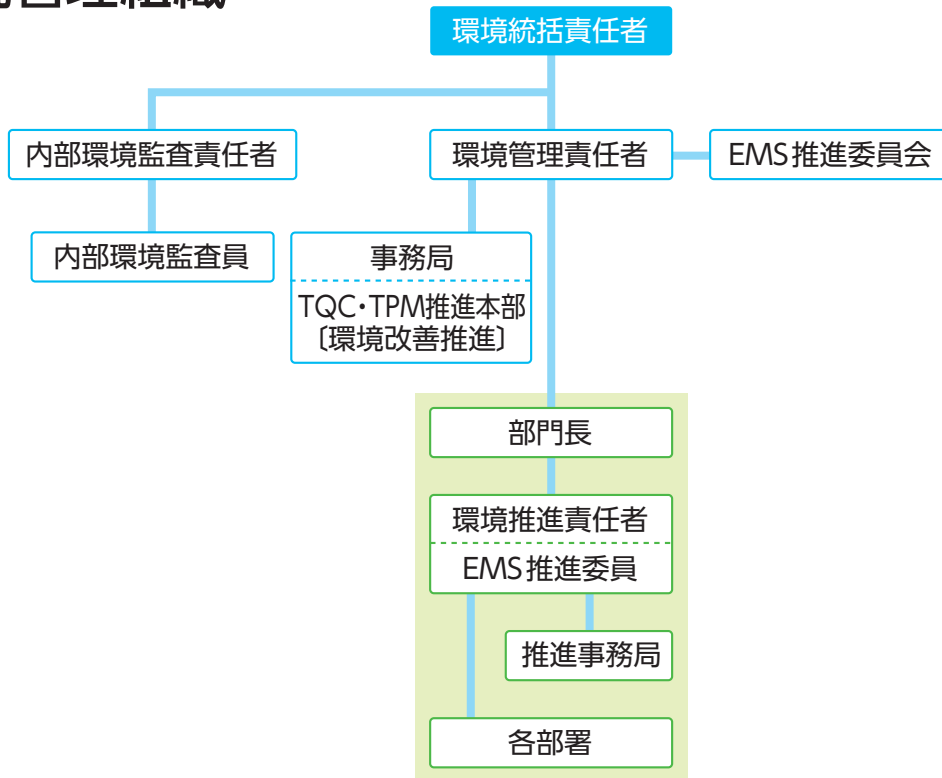 管理組織
環境統括責任者
内部環境監査責任者
環境管理責任者
EMS推進委員会
内部環境監査員
事務局
TQC・TPM推進本部
〔環境改善推進〕
部門長
環境推進責任者
EMS推進委員
推進事務局
各部署